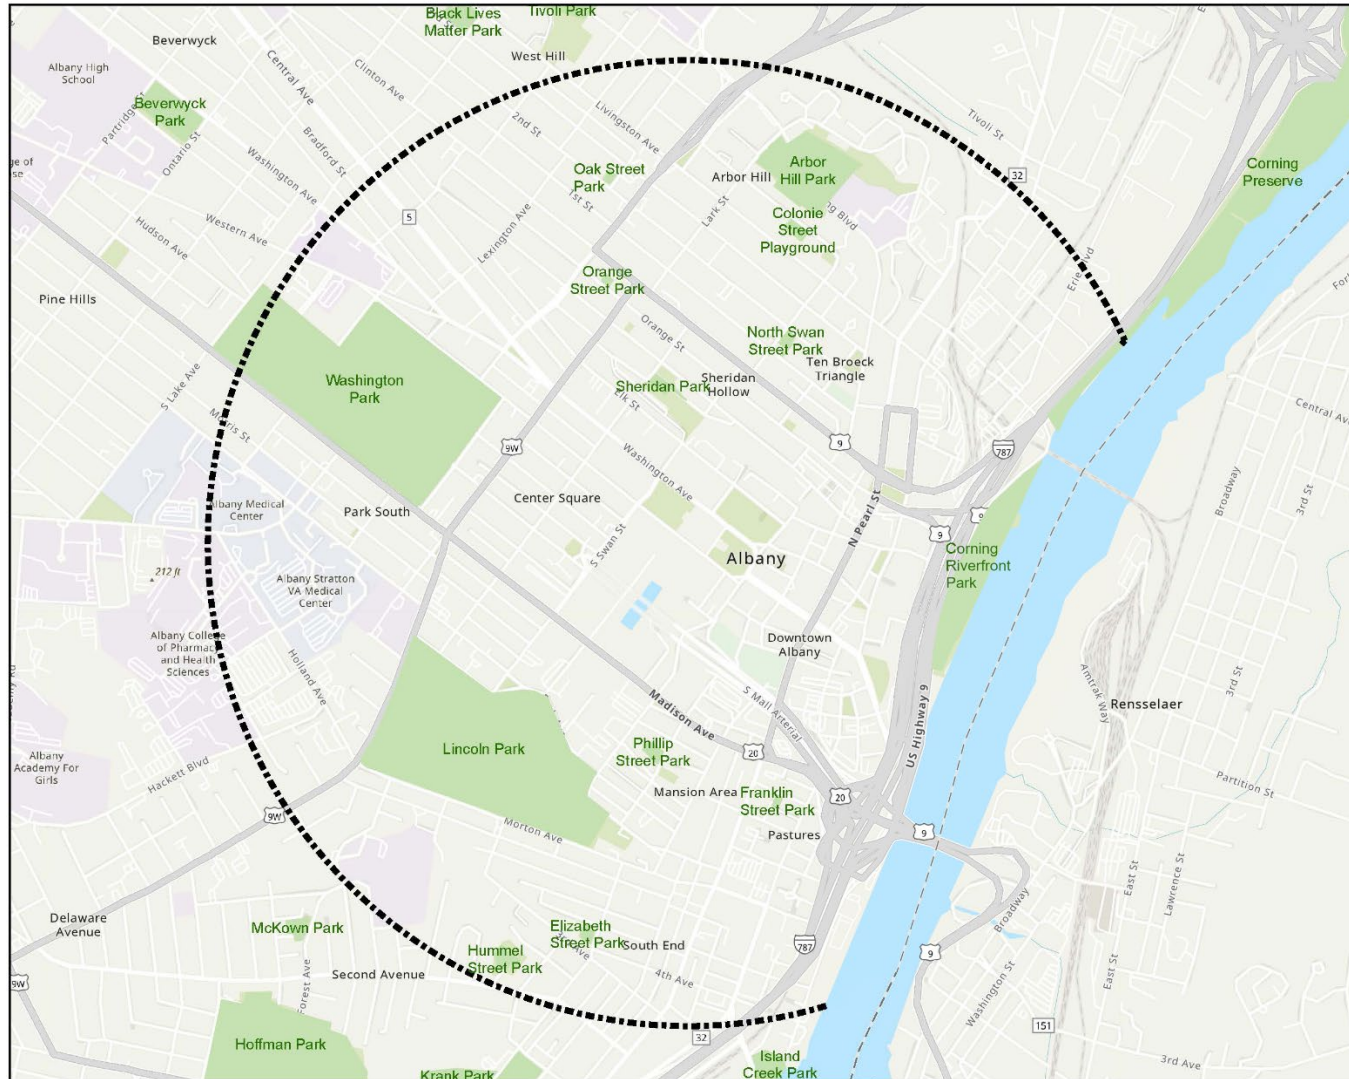 Black Lives
Matter Park
Tivoli Park
Beverwyck
West Hill
Albany High
School
Central Ave
Clinton Ave
Beverwyck
Park
Partridge St
Ontario St
Bradford St
2nd St
Livingston Ave
Tivoli St
32
Washington Ave
Oak Street
Park
1st St
Arbor Hill
Arbor
Hill Park
Corning
Preserve
5
Lark St
Colonie
Street
Playground
Hudson Ave
Western Ave
Lexington Ave
Orange
Street Park
Pine Hills
Orange St
North Swan
Street Park
Ten Broeck
Triangle
Washington
Park
S Lake Ave
Sheridan Park
Sheridan
Hollow
Elk St
Morris St
Central Ave
9W
Washington Ave
9
787
Broadway
3rd St
Albany Medical
Center
Park South
Center Square
S Swan St
N Pearl St
9
9
Albany
Corning
Riverfront
Park
212 ft
Albany Stratton
VA Medical
Center
Albany College
of Pharmacy
and Health
Sciences
Holland Ave
Downtown
Albany
S Mall Arterial
Madison Ave
US Highway 9
Amtrak Way
3rd St
Rensselaer
Albany
Academy For
Girls
Hackett Blvd
Lincoln Park
Phillip
Street Park
20
Mansion Area
Franklin
Street Park
20
Partition St
9W
Morton Ave
Pastures
9
East St
Lawrence St
Delaware
Avenue
McKown Park
Elizabeth
Street Park
South End
Hummel
Street Park
4th Ave
787
Broadway
9
9W
Second Avenue
Forest Ave
Washington St
East St
151
Hoffman Park
32
Krank Park
Island
Creek Park
3rd Ave